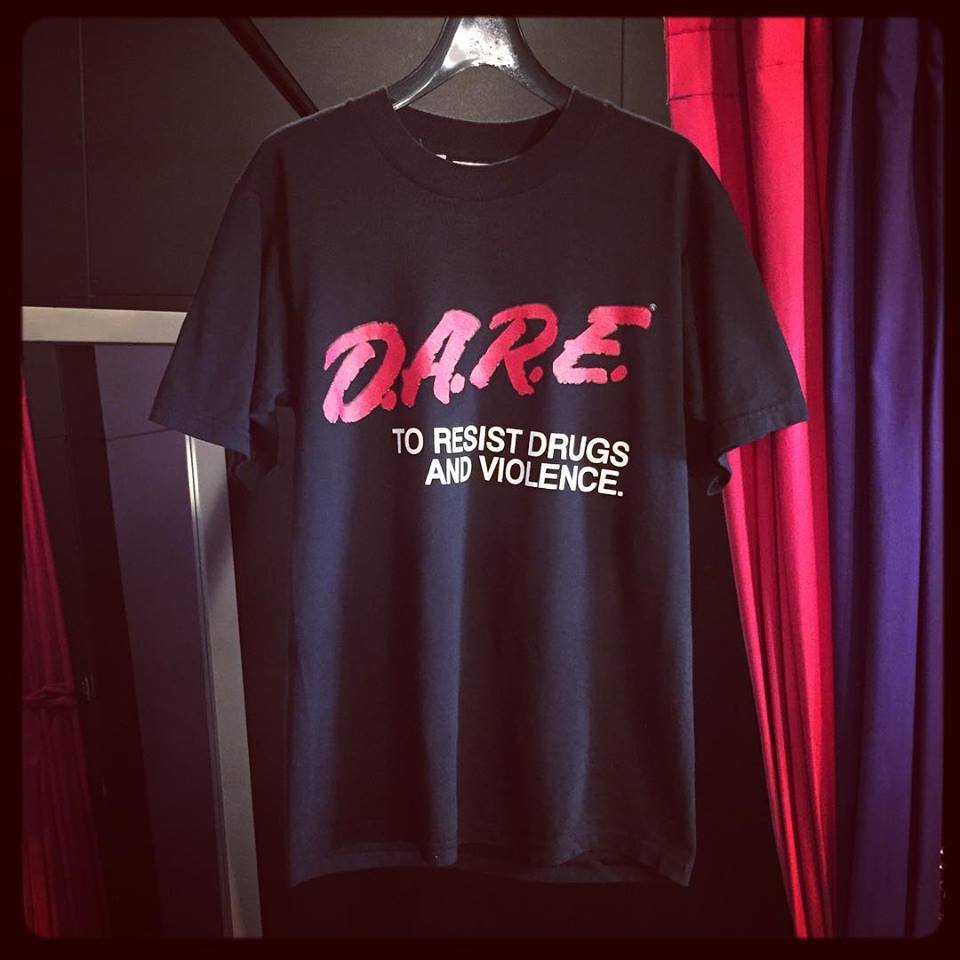 D.A.R.E.®
TO RESIST DRUGS
AND VIOLENCE.